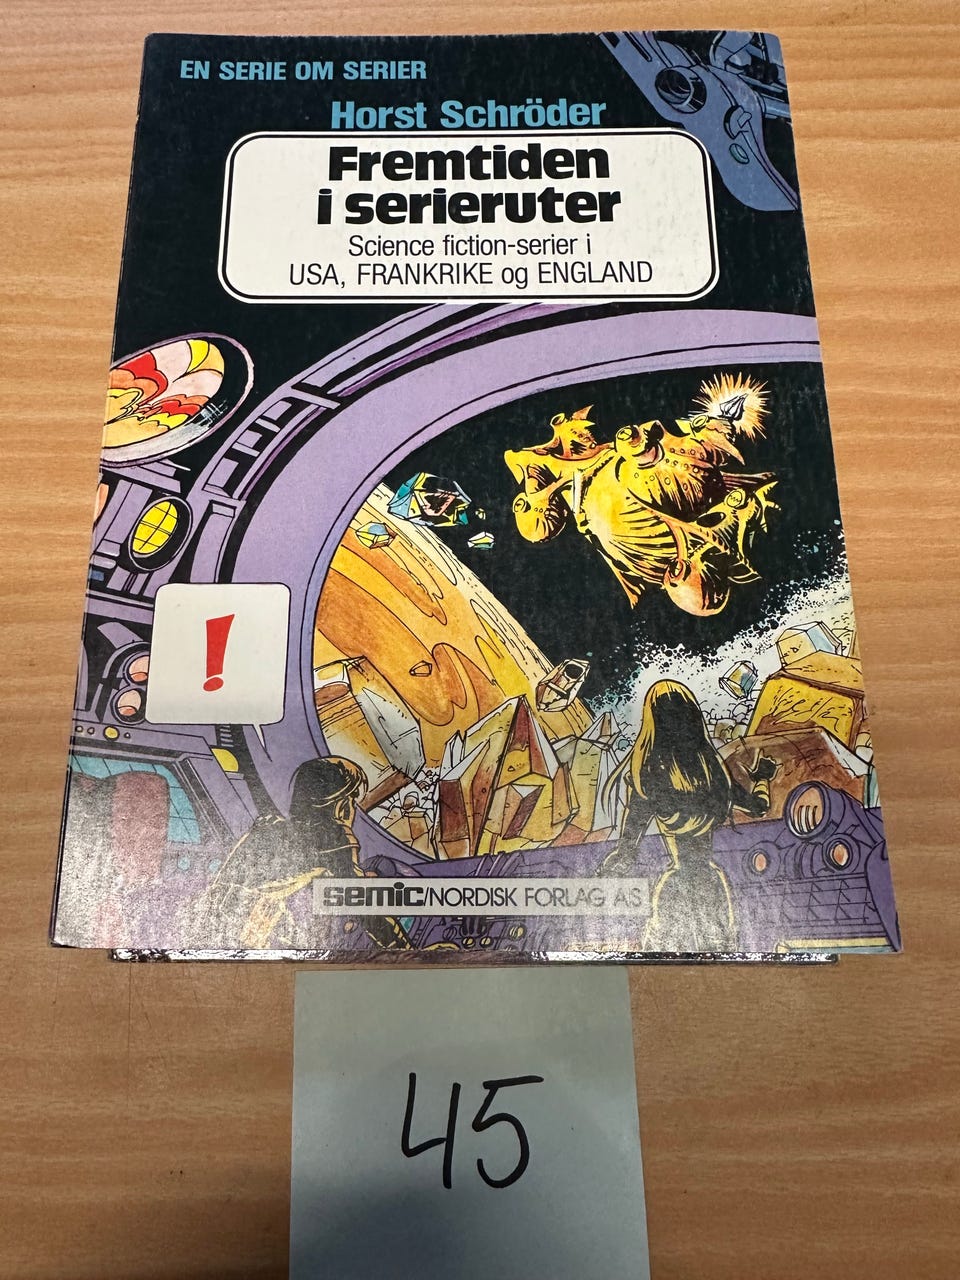 EN SERIE OM SERIER
Horst Schröder
Fremtiden
i serieruter
Science fiction-serier i
USA, FRANKRIKE og ENGLAND
!
semic/NORDISK FORLAG A/S
45